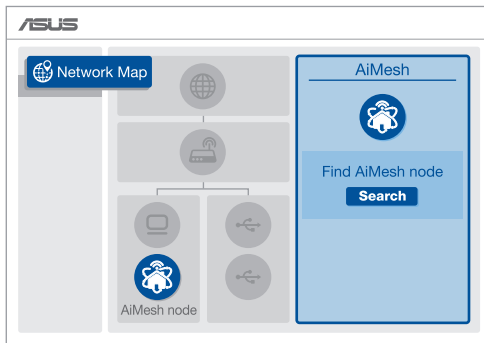 ASUS
Network Map
AiMesh
Find AiMesh node
Search
AiMesh node